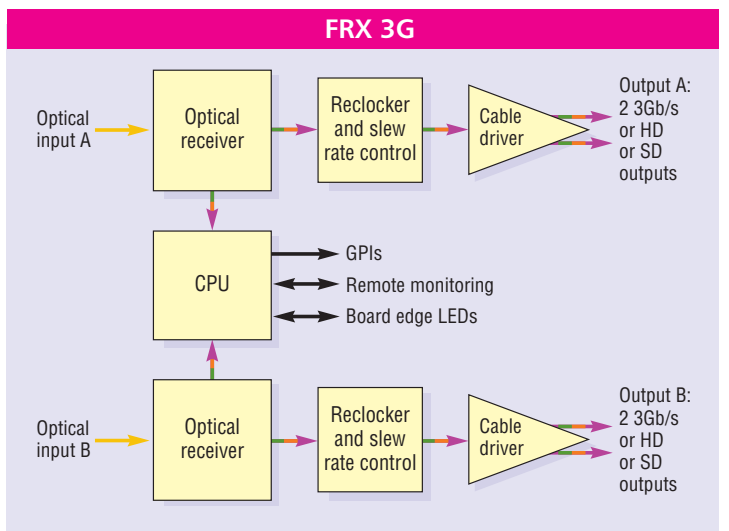 FRX 3G
Optical
input A
Optical
receiver
Reclocker
and slew
rate control
Cable
driver
Output A:
2 3Gb/s
or HD
or SD
outputs
CPU
GPIs
Remote monitoring
Board edge LEDs
Optical
input B
Optical
receiver
Reclocker
and slew
rate control
Cable
driver
Output B:
2 3Gb/s
or HD
or SD
outputs